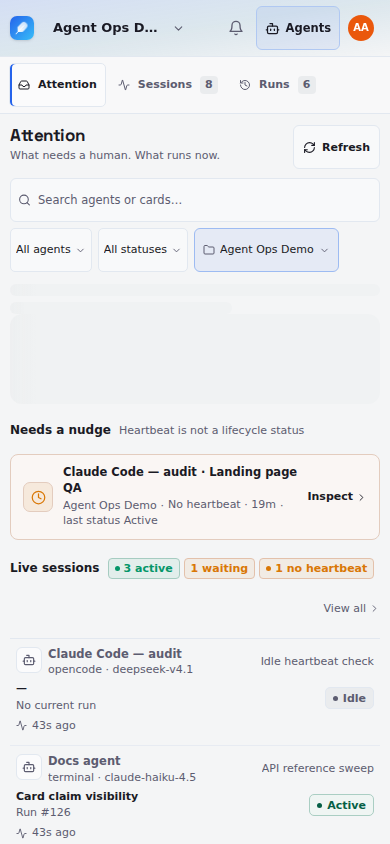 Agent Ops D…
Agents
AA
Attention
Sessions 8
Runs 6
Attention
What needs a human. What runs now.
Refresh
Search agents or cards…
All agents
All statuses
Agent Ops Demo
Needs a nudge Heartbeat is not a lifecycle status
Claude Code — audit · Landing page
QA
Agent Ops Demo · No heartbeat · 19m ·
last status Active
Inspect
Live sessions 3 active 1 waiting 1 no heartbeat
View all
Claude Code — audit
opencode · deepseek-v4.1
Idle heartbeat check
—
No current run
Idle
43s ago
Docs agent
terminal · claude-haiku-4.5
API reference sweep
Card claim visibility
Run #126
Active
43s ago